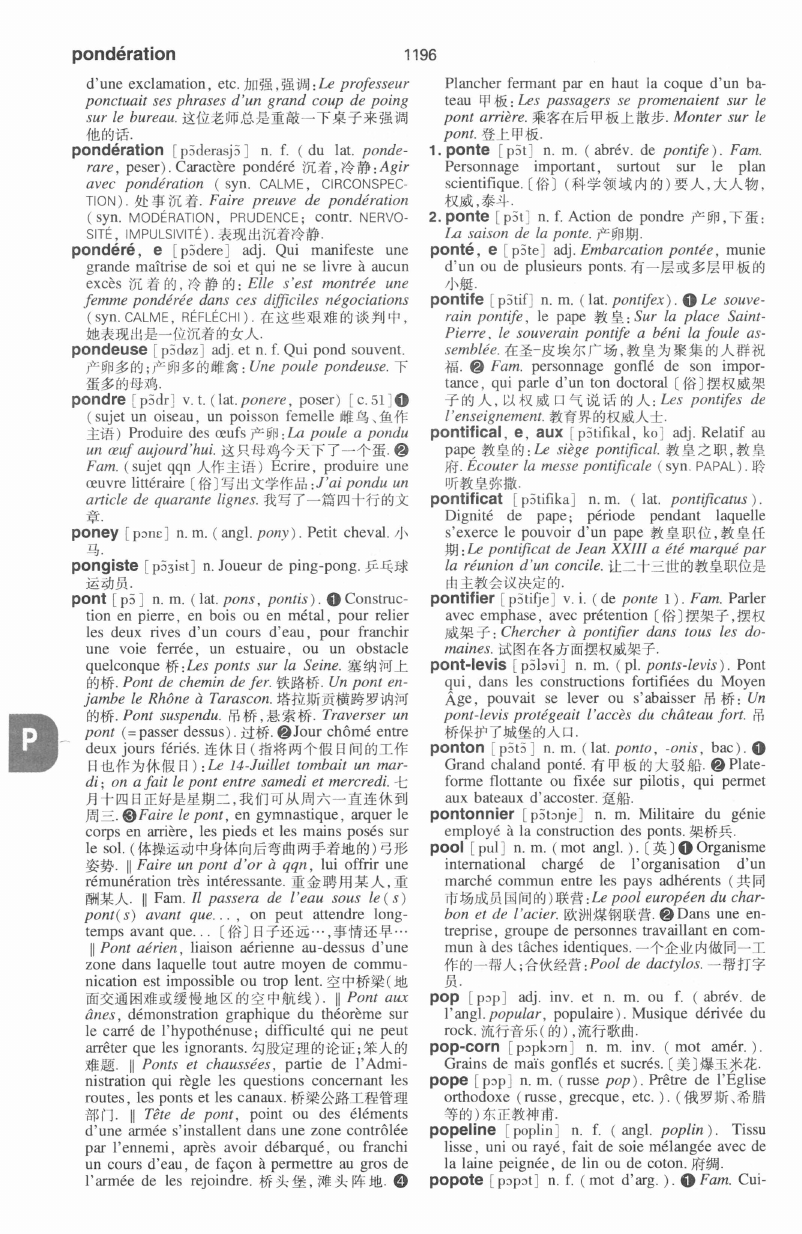 pondération 1196
d'une exclamation, etc. 加强,强调:Le professeur
ponctuait ses phrases d'un grand coup de poing
sur le bureau. 这位老师总是重敲一下桌子来强调
他的话.
pondération [pɔ̃derasjɔ̃] n. f. (du lat. ponde-
rare, peser). Caractère pondéré 沉着,冷静:Agir
avec pondération (syn. CALME, CIRCONSPEC-
TION). 处事沉着. Faire preuve de pondération
(syn. MODÉRATION, PRUDENCE; contr. NERVO-
SITÉ, IMPULSIVITÉ). 表现出沉着冷静.
pondéré, e [pɔ̃dere] adj. Qui manifeste une
grande maîtrise de soi et qui ne se livre à aucun
excès 沉着的,冷静的: Elle s'est montrée une
femme pondérée dans ces difficiles négociations
(syn. CALME, RÉFLÉCHI). 在这些艰难的谈判中,
她表现出是一位沉着的女人.
pondeuse [pɔ̃døz] adj. et n. f. Qui pond souvent.
产卵多的;产卵多的雌禽:Une poule pondeuse. 下
蛋多的母鸡.
pondre [pɔ̃dr] v. t. (lat. ponere, poser) [c. 51]❶
(sujet un oiseau, un poisson femelle 雌鸟、鱼作
主语) Produire des œufs 产卵:La poule a pondu
un œuf aujourd'hui. 这只母鸡今天下了一个蛋. ❷
Fam. (sujet qqn 人作主语) Écrire, produire une
œuvre littéraire〔俗〕写出文学作品:J'ai pondu un
article de quarante lignes. 我写了一篇四十行的文
章.
poney [pɔnɛ] n. m. (angl. pony). Petit cheval. 小
马.
pongiste [pɔ̃ʒist] n. Joueur de ping-pong. 乒乓球
运动员.
pont [pɔ̃] n. m. (lat. pons, pontis). ❶Construc-
tion en pierre, en bois ou en métal, pour relier
les deux rives d'un cours d'eau, pour franchir
une voie ferrée, un estuaire, ou un obstacle
quelconque 桥:Les ponts sur la Seine. 塞纳河上
的桥. Pont de chemin de fer. 铁路桥. Un pont en-
jambe le Rhône à Tarascon. 塔拉斯贡横跨罗讷河
的桥. Pont suspendu. 吊桥,悬索桥. Traverser un
pont (=passer dessus). 过桥. ❷Jour chômé entre
deux jours fériés. 连休日(指将两个假日间的工作
日也作为休假日):Le 14-Juillet tombait un mar-
di; on a fait le pont entre samedi et mercredi. 七
月十四日正好是星期二,我们可从周六一直连休到
周三. ❸Faire le pont, en gymnastique, arquer le
corps en arrière, les pieds et les mains posés sur
le sol. (体操运动中身体向后弯曲两手着地的)弓形
姿势. ‖ Faire un pont d'or à qqn, lui offrir une
rémunération très intéressante. 重金聘用某人,重
酬某人. ‖ Fam. Il passera de l'eau sous le(s)
pont(s) avant que..., on peut attendre long-
temps avant que...〔俗〕日子还远…,事情还早…
‖ Pont aérien, liaison aérienne au-dessus d'une
zone dans laquelle tout autre moyen de commu-
nication est impossible ou trop lent. 空中桥梁(地
面交通困难或缓慢地区的空中航线). ‖ Pont aux
ânes, démonstration graphique du théorème sur
le carré de l'hypothénuse; difficulté qui ne peut
arrêter que les ignorants. 勾股定理的论证;笨人的
难题. ‖ Ponts et chaussées, partie de l'Admi-
nistration qui règle les questions concernant les
routes, les ponts et les canaux. 桥梁公路工程管理
部门. ‖ Tête de pont, point ou des éléments
d'une armée s'installent dans une zone contrôlée
par l'ennemi, après avoir débarqué, ou franchi
un cours d'eau, de façon à permettre au gros de
l'armée de les rejoindre. 桥头堡,滩头阵地. ❹
P
Plancher fermant par en haut la coque d'un ba-
teau 甲板:Les passagers se promenaient sur le
pont arrière. 乘客在后甲板上散步. Monter sur le
pont. 登上甲板.
1. ponte [pɔ̃t] n. m. (abrév. de pontife). Fam.
Personnage important, surtout sur le plan
scientifique.〔俗〕(科学领域内的)要人,大人物,
权威,泰斗.
2. ponte [pɔ̃t] n. f. Action de pondre 产卵,下蛋:
La saison de la ponte. 产卵期.
ponté, e [pɔ̃te] adj. Embarcation pontée, munie
d'un ou de plusieurs ponts. 有一层或多层甲板的
小艇.
pontife [pɔ̃tif] n. m. (lat. pontifex). ❶Le souve-
rain pontife, le pape 教皇:Sur la place Saint-
Pierre, le souverain pontife a béni la foule as-
semblée. 在圣-皮埃尔广场,教皇为聚集的人群祝
福. ❷ Fam. personnage gonflé de son impor-
tance, qui parle d'un ton doctoral〔俗〕摆权威架
子的人,以权威口气说话的人:Les pontifes de
l'enseignement. 教育界的权威人士.
pontifical, e, aux [pɔ̃tifikal, ko] adj. Relatif au
pape 教皇的:Le siège pontifical. 教皇之职,教皇
府. Écouter la messe pontificale (syn. PAPAL). 聆
听教皇弥撒.
pontificat [pɔ̃tifika] n. m. (lat. pontificatus).
Dignité de pape; période pendant laquelle
s'exerce le pouvoir d'un pape 教皇职位,教皇任
期:Le pontificat de Jean XXIII a été marqué par
la réunion d'un concile. 让二十三世的教皇职位是
由主教会议决定的.
pontifier [pɔ̃tifje] v. i. (de ponte 1). Fam. Parler
avec emphase, avec prétention〔俗〕摆架子,摆权
威架子:Chercher à pontifier dans tous les do-
maines. 试图在各方面摆权威架子.
pont-levis [pɔ̃ləvi] n. m. (pl. ponts-levis). Pont
qui, dans les constructions fortifiées du Moyen
Âge, pouvait se lever ou s'abaisser 吊桥: Un
pont-levis protégeait l'accès du château fort. 吊
桥保护了城堡的入口.
ponton [pɔ̃tɔ̃] n. m. (lat. ponto, -onis, bac). ❶
Grand chaland ponté. 有甲板的大驳船. ❷Plate-
forme flottante ou fixée sur pilotis, qui permet
aux bateaux d'accoster. 趸船.
pontonnier [pɔ̃tɔnje] n. m. Militaire du génie
employé à la construction des ponts. 架桥兵.
pool [pul] n. m. (mot angl.).〔英〕❶Organisme
international chargé de l'organisation d'un
marché commun entre les pays adhérents (共同
市场成员国间的)联营:Le pool européen du char-
bon et de l'acier. 欧洲煤钢联营. ❷Dans une en-
treprise, groupe de personnes travaillant en com-
mun à des tâches identiques. 一个企业内做同一工
作的一帮人;合伙经营:Pool de dactylos. 一帮打字
员.
pop [pɔp] adj. inv. et n. m. ou f. (abrév. de
l'angl. popular, populaire). Musique dérivée du
rock. 流行音乐(的),流行歌曲.
pop-corn [pɔpkɔrn] n. m. inv. (mot amér.).
Grains de maïs gonflés et sucrés.〔美〕爆玉米花.
pope [pɔp] n. m. (russe pop). Prêtre de l'Église
orthodoxe (russe, grecque, etc.). (俄罗斯、希腊
等的)东正教神甫.
popeline [poplin] n. f. (angl. poplin). Tissu
lisse, uni ou rayé, fait de soie mélangée avec de
la laine peignée, de lin ou de coton. 府绸.
popote [pɔpɔt] n. f. (mot d'arg.). ❶Fam. Cui-